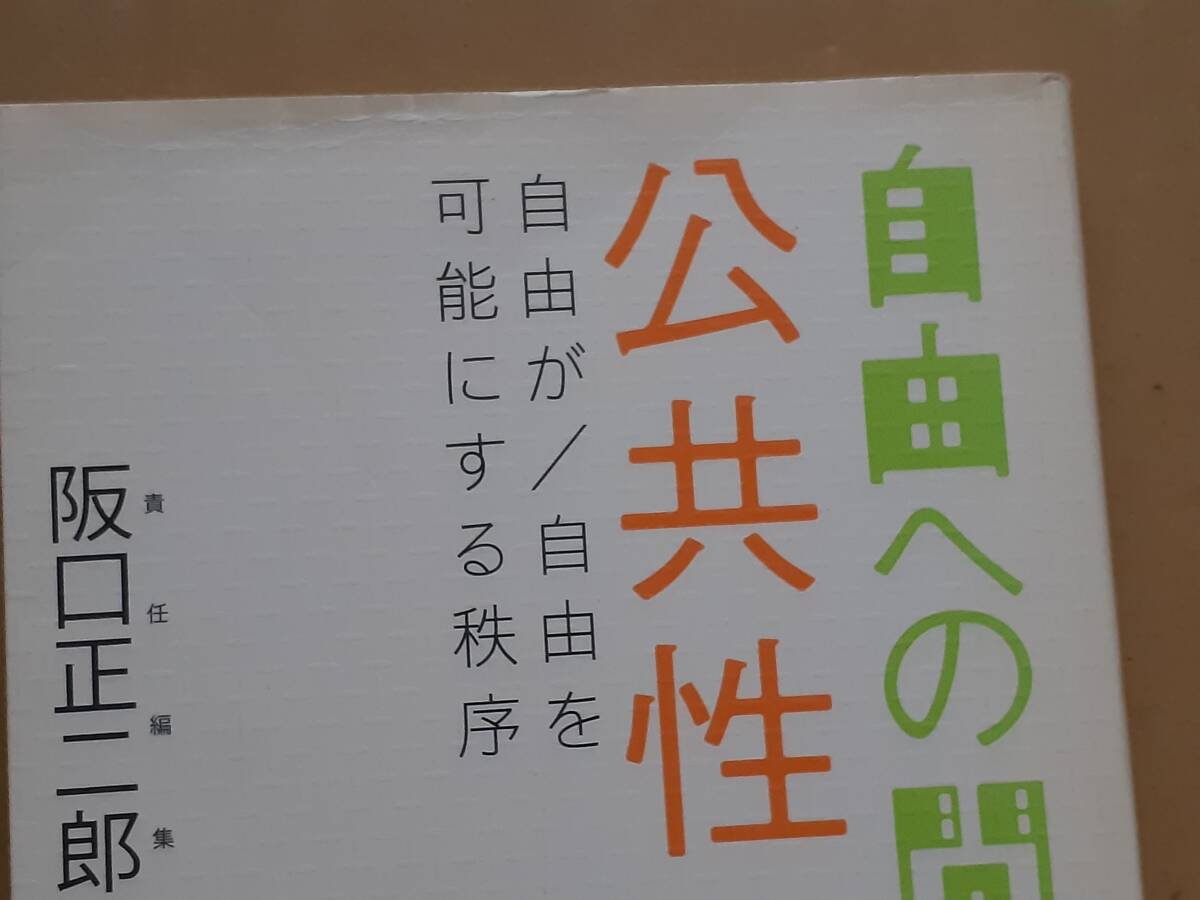 自由への問
公共性
自由が/自由を
可能にする秩序
責任編集
阪口正二郎